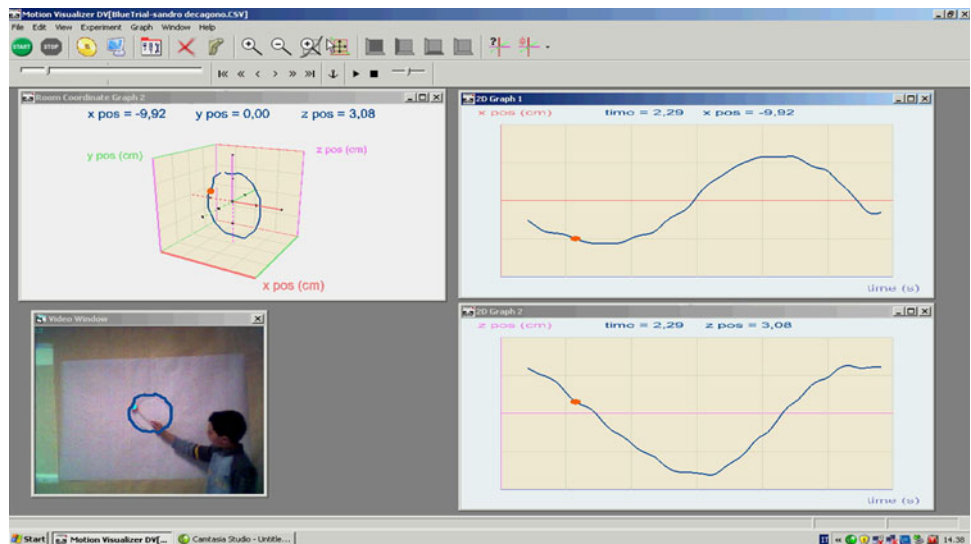 Motion Visualizer DV[BlueTrial-sandro decagono.CSV]
File Edit View Experiment Graph Window Help
START STOP
Room Coordinate Graph 2
x pos = -9,92 y pos = 0,00 z pos = 3,08
y pos (cm)
z pos (cm)
x pos (cm)
2D Graph 1
x pos (cm) time = 2,29 x pos = -9,92
time (s)
Video Window
2D Graph 2
z pos (cm) time = 2,29 z pos = 3,08
time (s)
Start Motion Visualizer DV[... Camtasia Studio - Untitle... IT 14.38